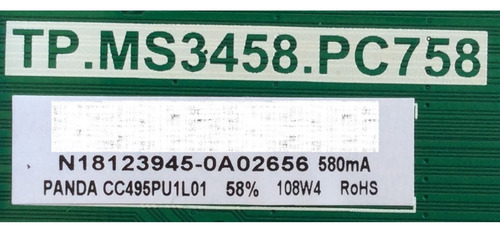 TP.MS3458.PC758
N18123945-0A02656 580mA
PANDA CC495PU1L01 58% 108W4 RoHS